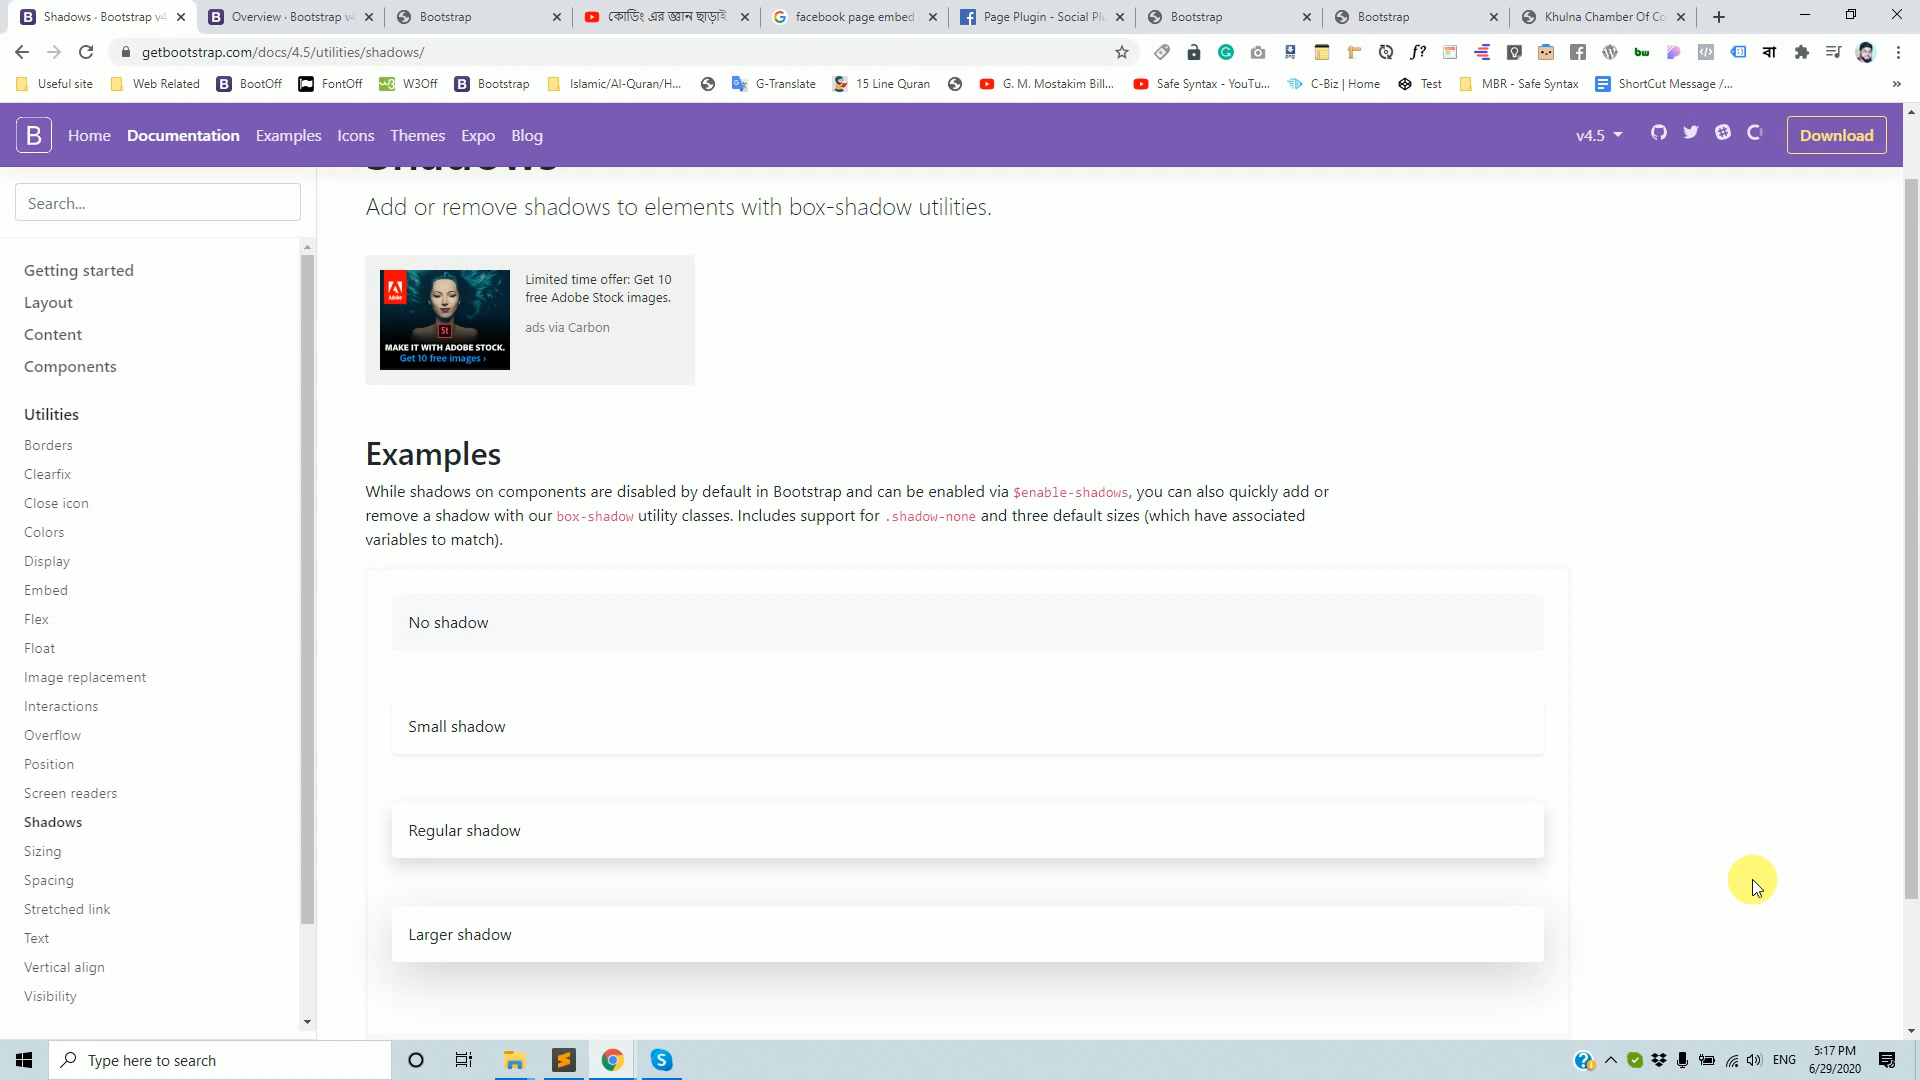 Shadows · Bootstrap v4
Overview · Bootstrap v4
Bootstrap
কোডিং এর জ্ঞান ছাড়াই
facebook page embed
Page Plugin - Social Pl
Bootstrap
Bootstrap
Khulna Chamber Of Co
getbootstrap.com/docs/4.5/utilities/shadows/
Useful site
Web Related
BootOff
FontOff
W3Off
Bootstrap
Islamic/Al-Quran/H...
G-Translate
15 Line Quran
G. M. Mostakim Bill...
Safe Syntax - YouTu...
C-Biz | Home
Test
MBR - Safe Syntax
ShortCut Message /...
B
Home
Documentation
Examples
Icons
Themes
Expo
Blog
v4.5
Download
Search...
Getting started
Layout
Content
Components
Utilities
Borders
Clearfix
Close icon
Colors
Display
Embed
Flex
Float
Image replacement
Interactions
Overflow
Position
Screen readers
Shadows
Sizing
Spacing
Stretched link
Text
Vertical align
Visibility
Shadows
Add or remove shadows to elements with box-shadow utilities.
Adobe
St
MAKE IT WITH ADOBE STOCK.
Get 10 free images ›
Limited time offer: Get 10
free Adobe Stock images.
ads via Carbon
Examples
While shadows on components are disabled by default in Bootstrap and can be enabled via $enable-shadows, you can also quickly add or
remove a shadow with our box-shadow utility classes. Includes support for .shadow-none and three default sizes (which have associated
variables to match).
No shadow
Small shadow
Regular shadow
Larger shadow
Type here to search
ENG
5:17 PM
6/29/2020